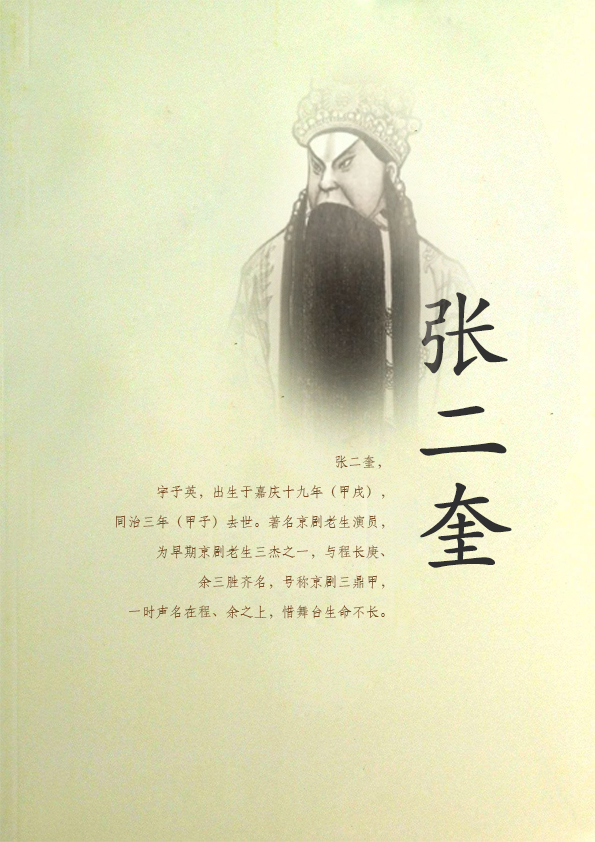 张二奎
张二奎，
字子英，出生于嘉庆十九年（甲戌），
同治三年（甲子）去世。著名京剧老生演员，
为早期京剧老生三杰之一，与程长庚、
余三胜齐名，号称京剧三鼎甲，
一时声名在程、余之上，惜舞台生命不长。